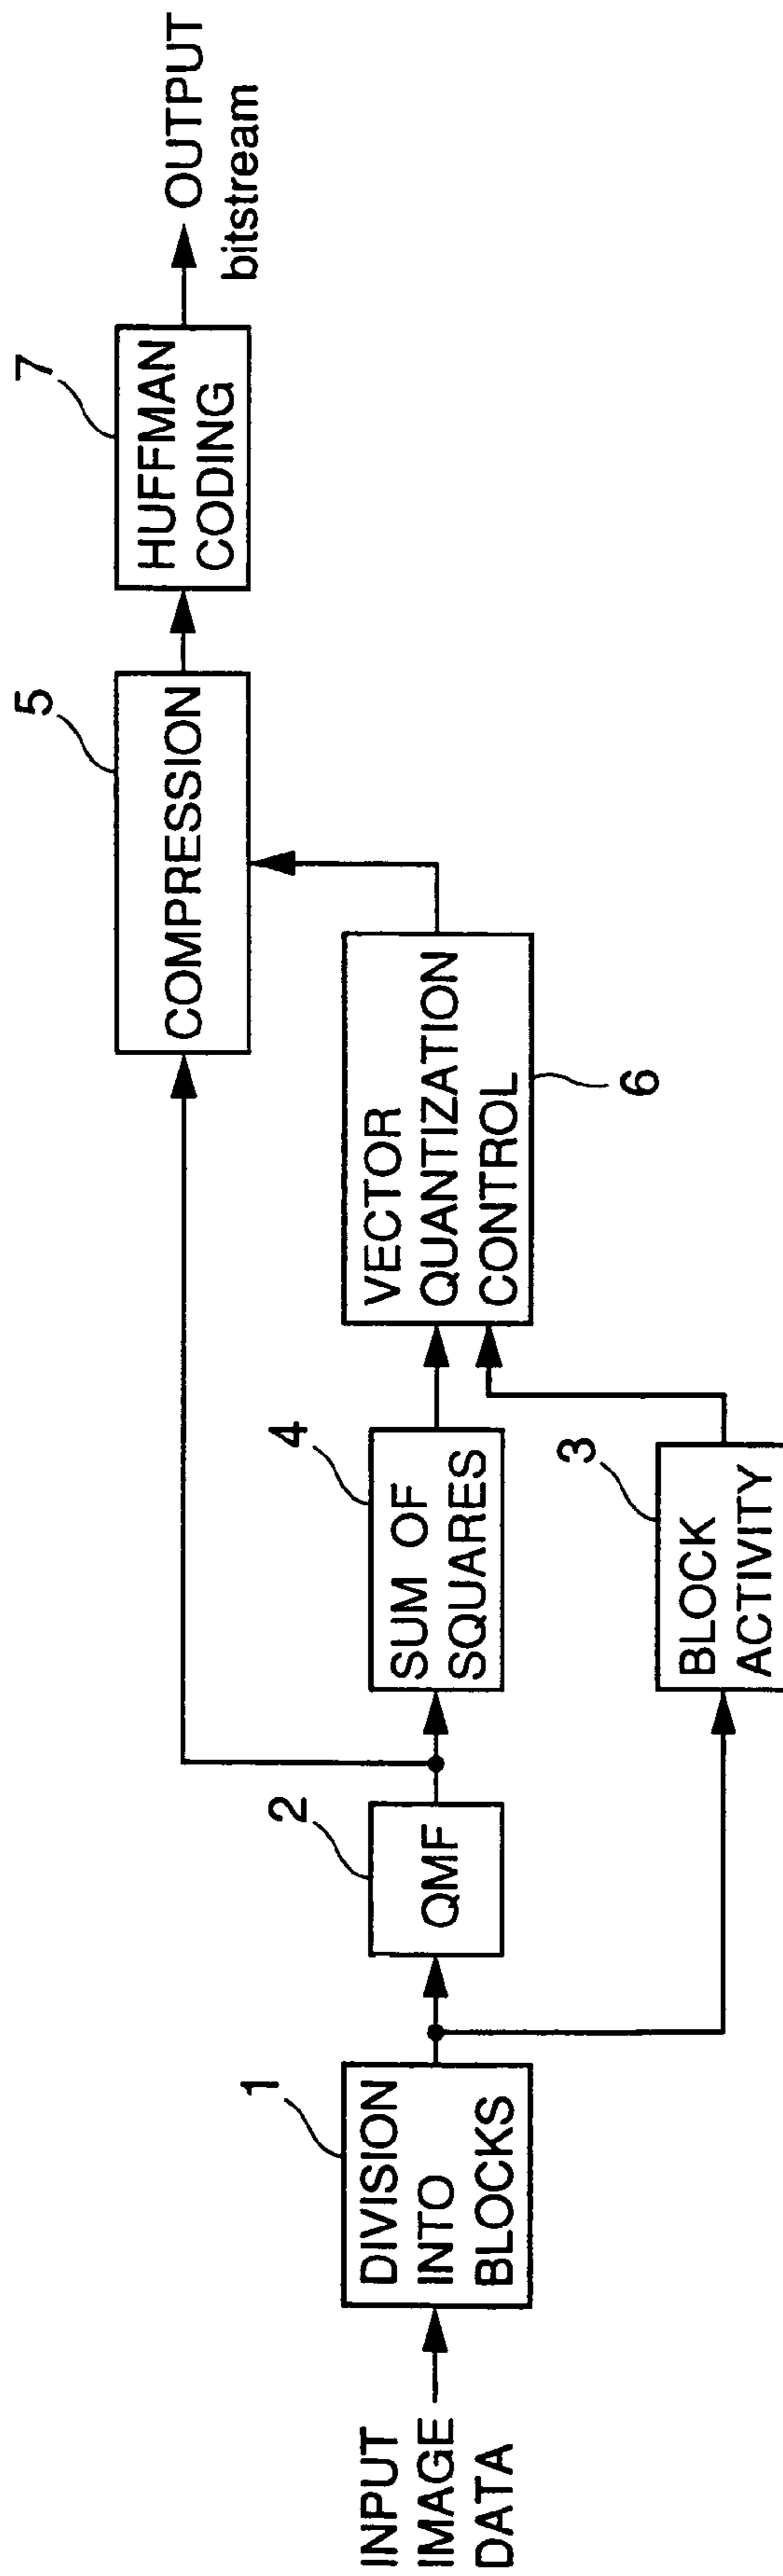 INPUT
IMAGE
DATA
1
DIVISION
INTO
BLOCKS
2
QMF
4
SUM OF
SQUARES
3
BLOCK
ACTIVITY
VECTOR
QUANTIZATION
CONTROL
6
5
COMPRESSION
7
HUFFMAN
CODING
OUTPUT
bitstream